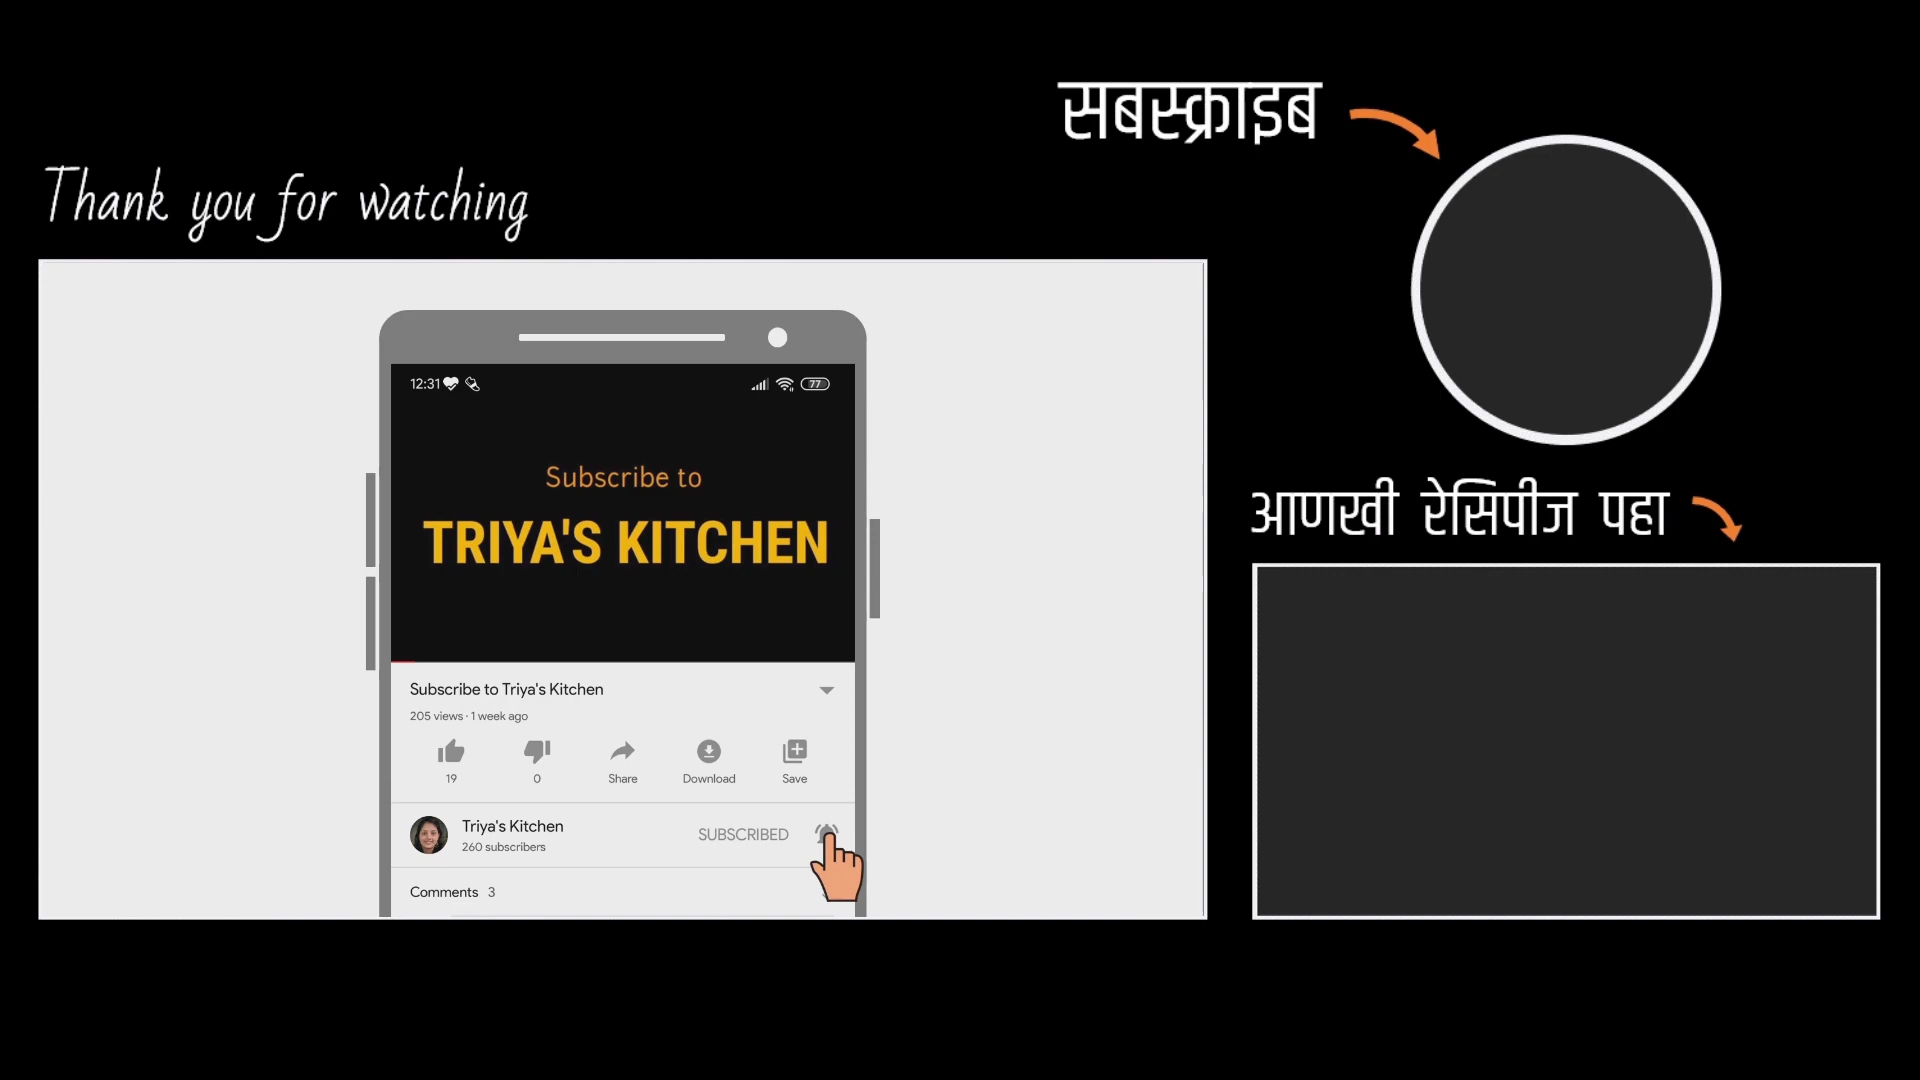 सबस्क्राइब
Thank you for watching
12:31
77
Subscribe to
TRIYA'S KITCHEN
Subscribe to Triya's Kitchen
205 views · 1 week ago
19 0 Share Download Save
Triya's Kitchen
260 subscribers
SUBSCRIBED
Comments 3
आणखी रेसिपीज पहा